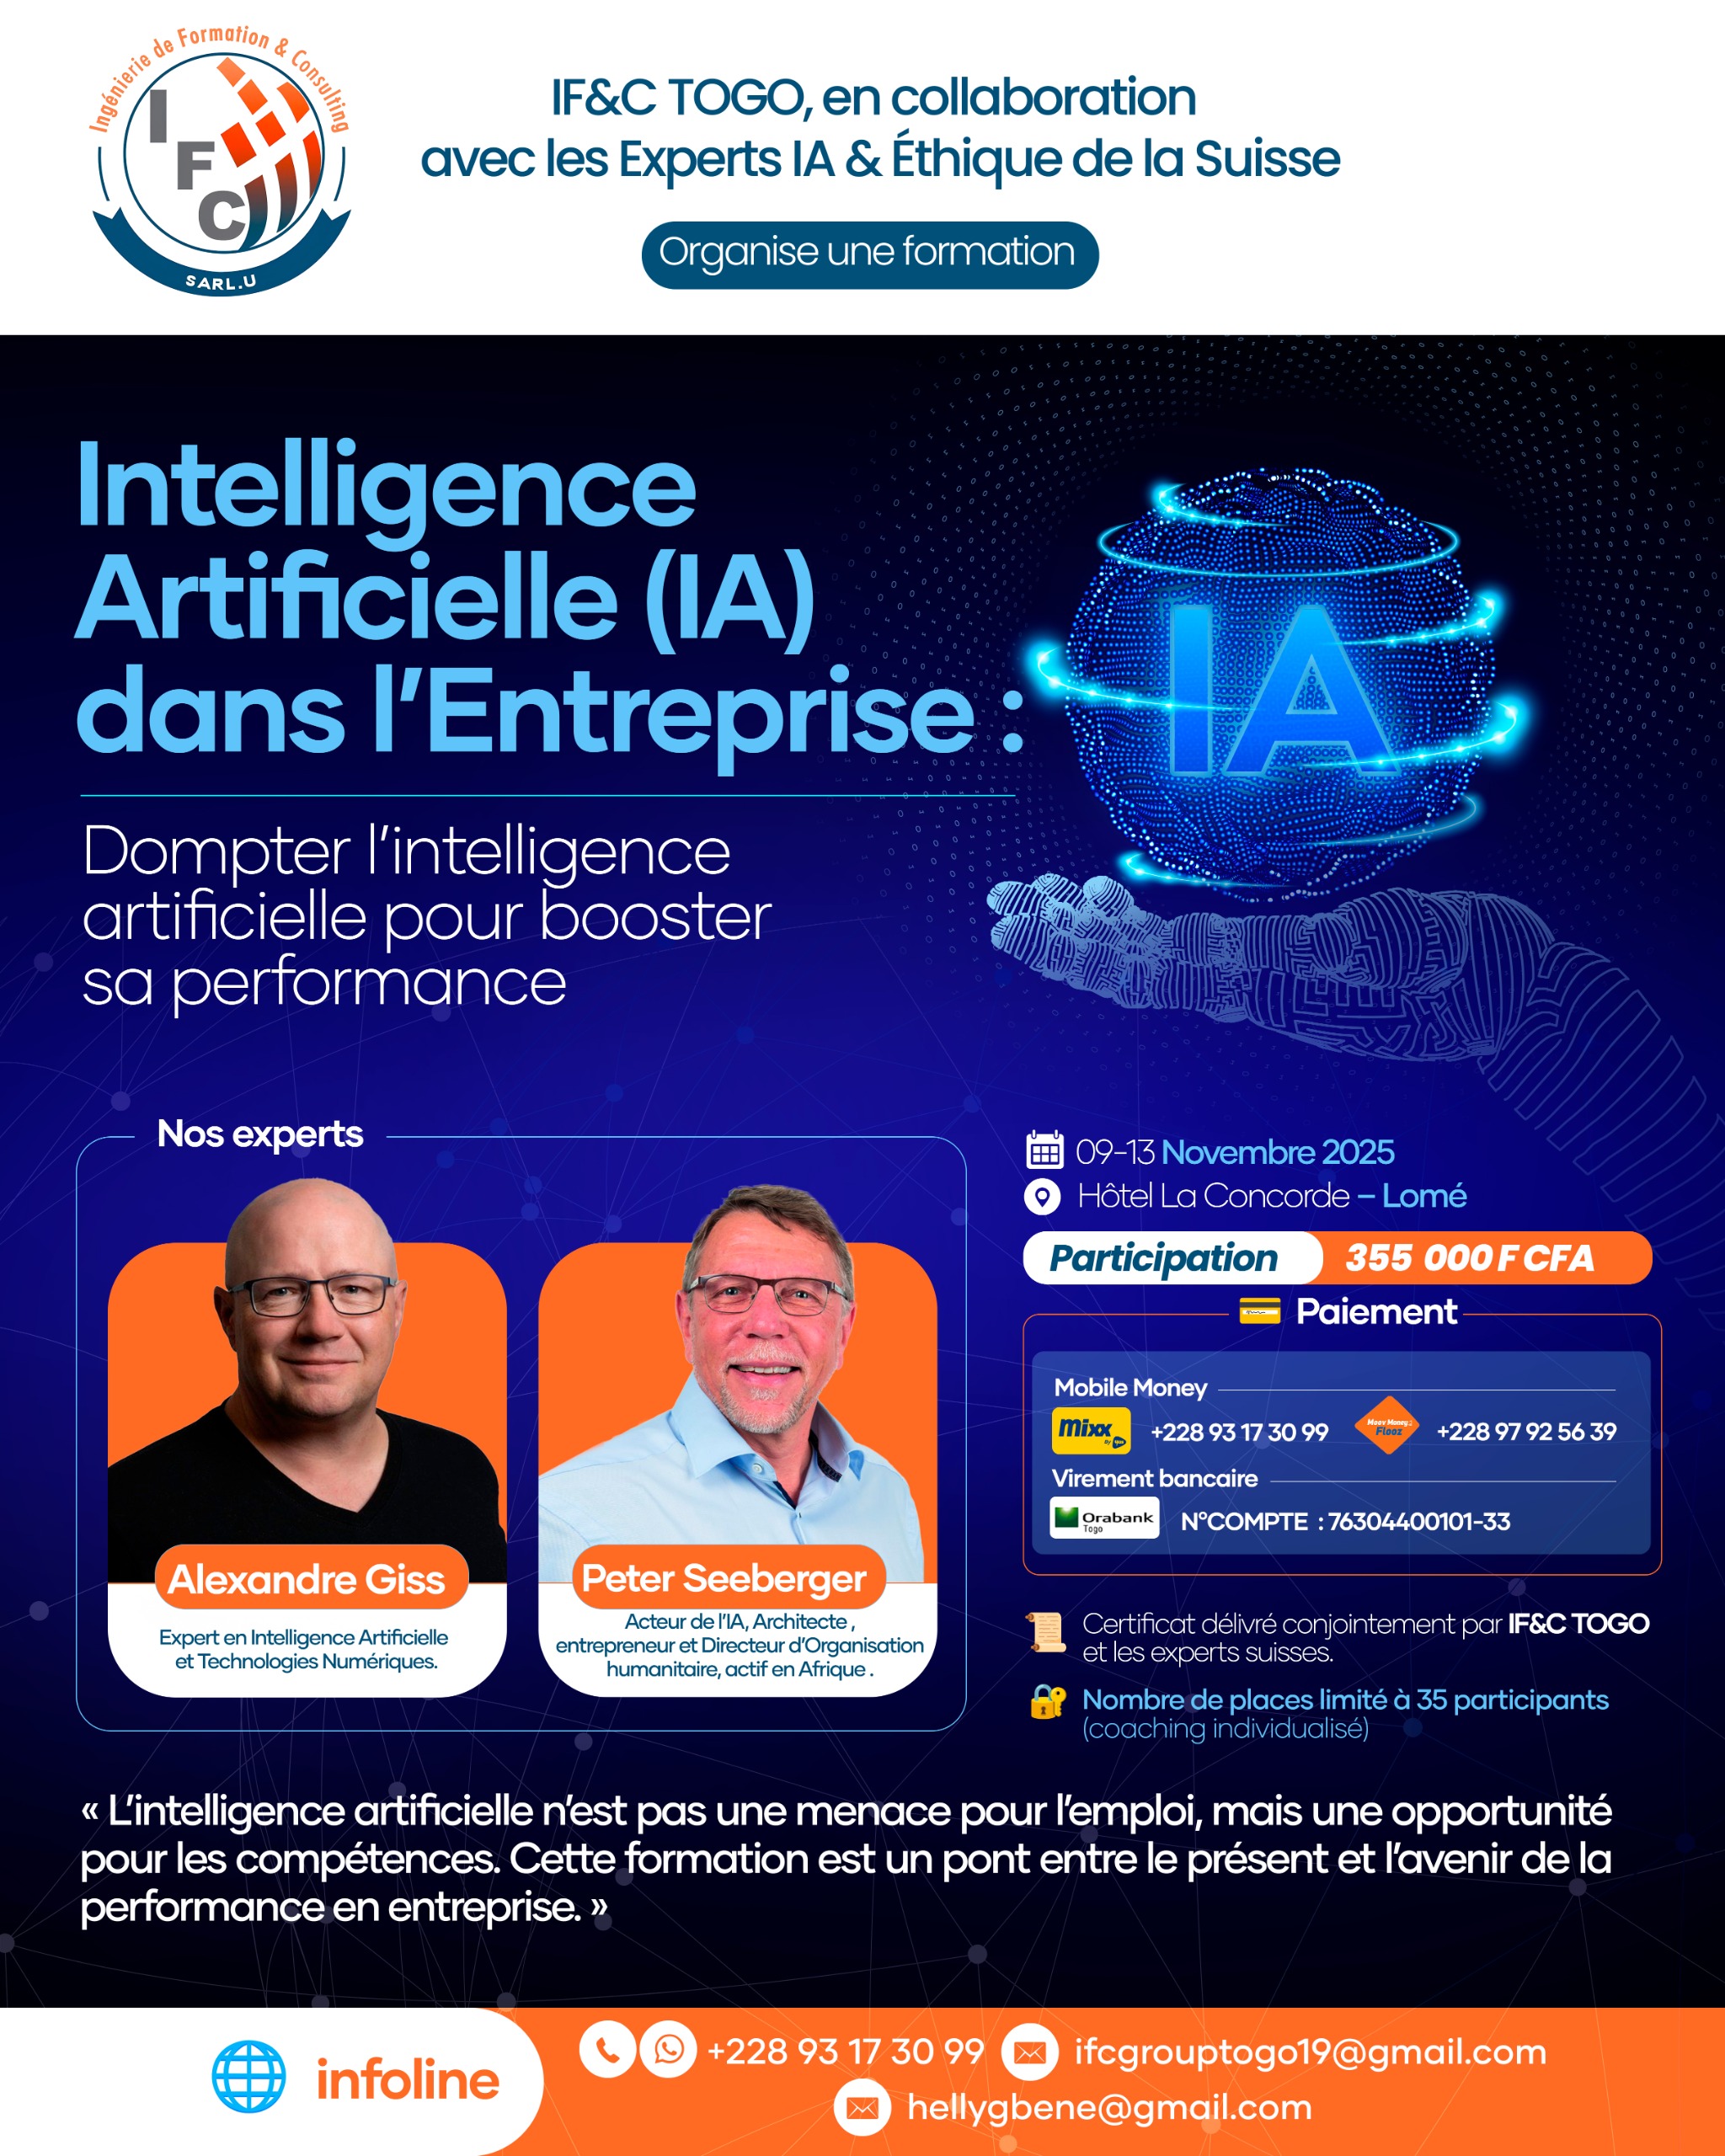 Ingénierie de Formation & Consulting
I
F
C
SARL.U
IF&C TOGO, en collaboration
avec les Experts IA & Éthique de la Suisse
Organise une formation
Intelligence
Artificielle (IA)
dans l'Entreprise :
IA
Dompter l'intelligence
artificielle pour booster
sa performance
Nos experts
Alexandre Giss
Expert en Intelligence Artificielle
et Technologies Numériques.
Peter Seeberger
Acteur de l'IA, Architecte ,
entrepreneur et Directeur d'Organisation
humanitaire, actif en Afrique .
09-13 Novembre 2025
Hôtel La Concorde – Lomé
Participation 355 000 F CFA
Paiement
Mobile Money
Mixx +228 93 17 30 99 Moov Money Flooz +228 97 92 56 39
Virement bancaire
Orabank Togo N°COMPTE : 76304400101-33
Certificat délivré conjointement par IF&C TOGO
et les experts suisses.
Nombre de places limité à 35 participants
(coaching individualisé)
« L'intelligence artificielle n'est pas une menace pour l'emploi, mais une opportunité
pour les compétences. Cette formation est un pont entre le présent et l'avenir de la
performance en entreprise. »
infoline
+228 93 17 30 99 ifcgrouptogo19@gmail.com
hellygbene@gmail.com